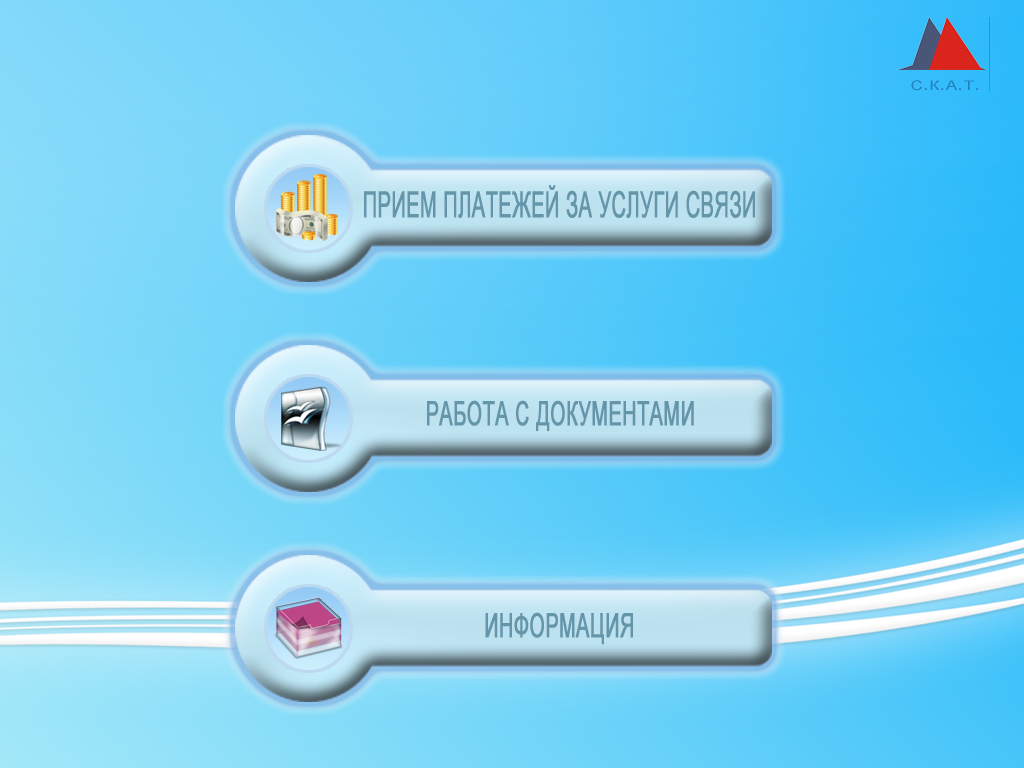 С.К.А.Т.
ПРИЕМ ПЛАТЕЖЕЙ ЗА УСЛУГИ СВЯЗИ
РАБОТА С ДОКУМЕНТАМИ
ИНФОРМАЦИЯ